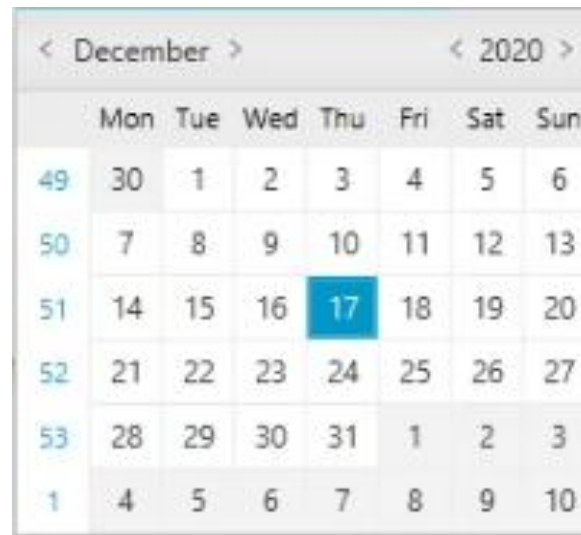 < December > < 2020 >
Mon Tue Wed Thu Fri Sat Sun
49 30 1 2 3 4 5 6
50 7 8 9 10 11 12 13
51 14 15 16 17 18 19 20
52 21 22 23 24 25 26 27
53 28 29 30 31 1 2 3
1 4 5 6 7 8 9 10